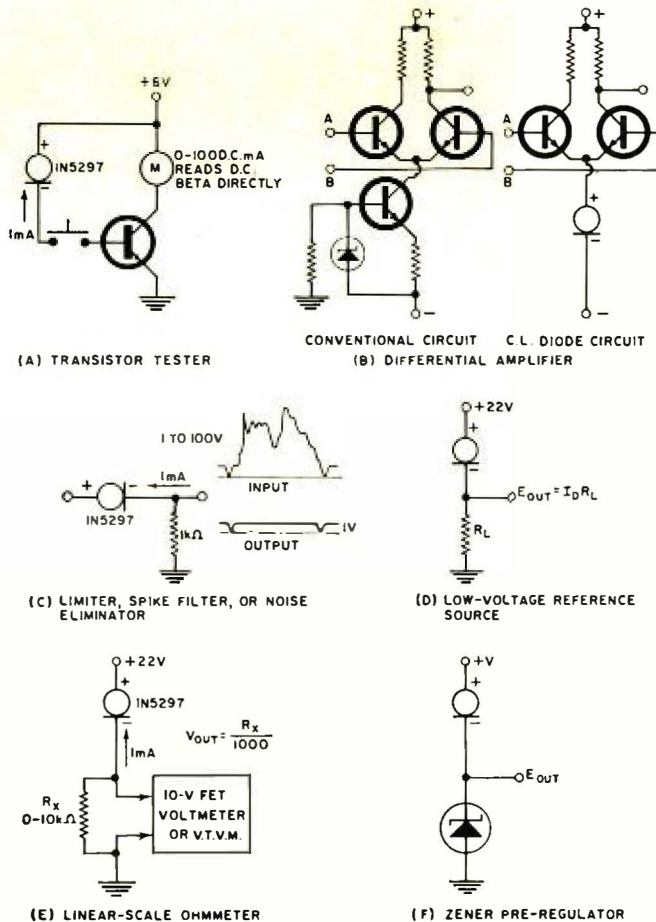 +6V
+
1N5297
-
1mA
M
0-100D.C.mA
READS D.C.
BETA DIRECTLY
(A) TRANSISTOR TESTER
+
A
B
-
CONVENTIONAL CIRCUIT
+
A
B
+
-
-
C.L. DIODE CIRCUIT
(B) DIFFERENTIAL AMPLIFIER
+
-
1mA
1N5297
1kΩ
1 TO 100V
INPUT
1V
OUTPUT
(C) LIMITER, SPIKE FILTER, OR NOISE
ELIMINATOR
+22V
+
-
EOUT=IDRL
RL
(D) LOW-VOLTAGE REFERENCE
SOURCE
+22V
+
1N5297
-
1mA
VOUT=RX/1000
RX
0-10kΩ
10-V FET
VOLTMETER
OR V.T.V.M.
(E) LINEAR-SCALE OHMMETER
+V
+
-
EOUT
(F) ZENER PRE-REGULATOR